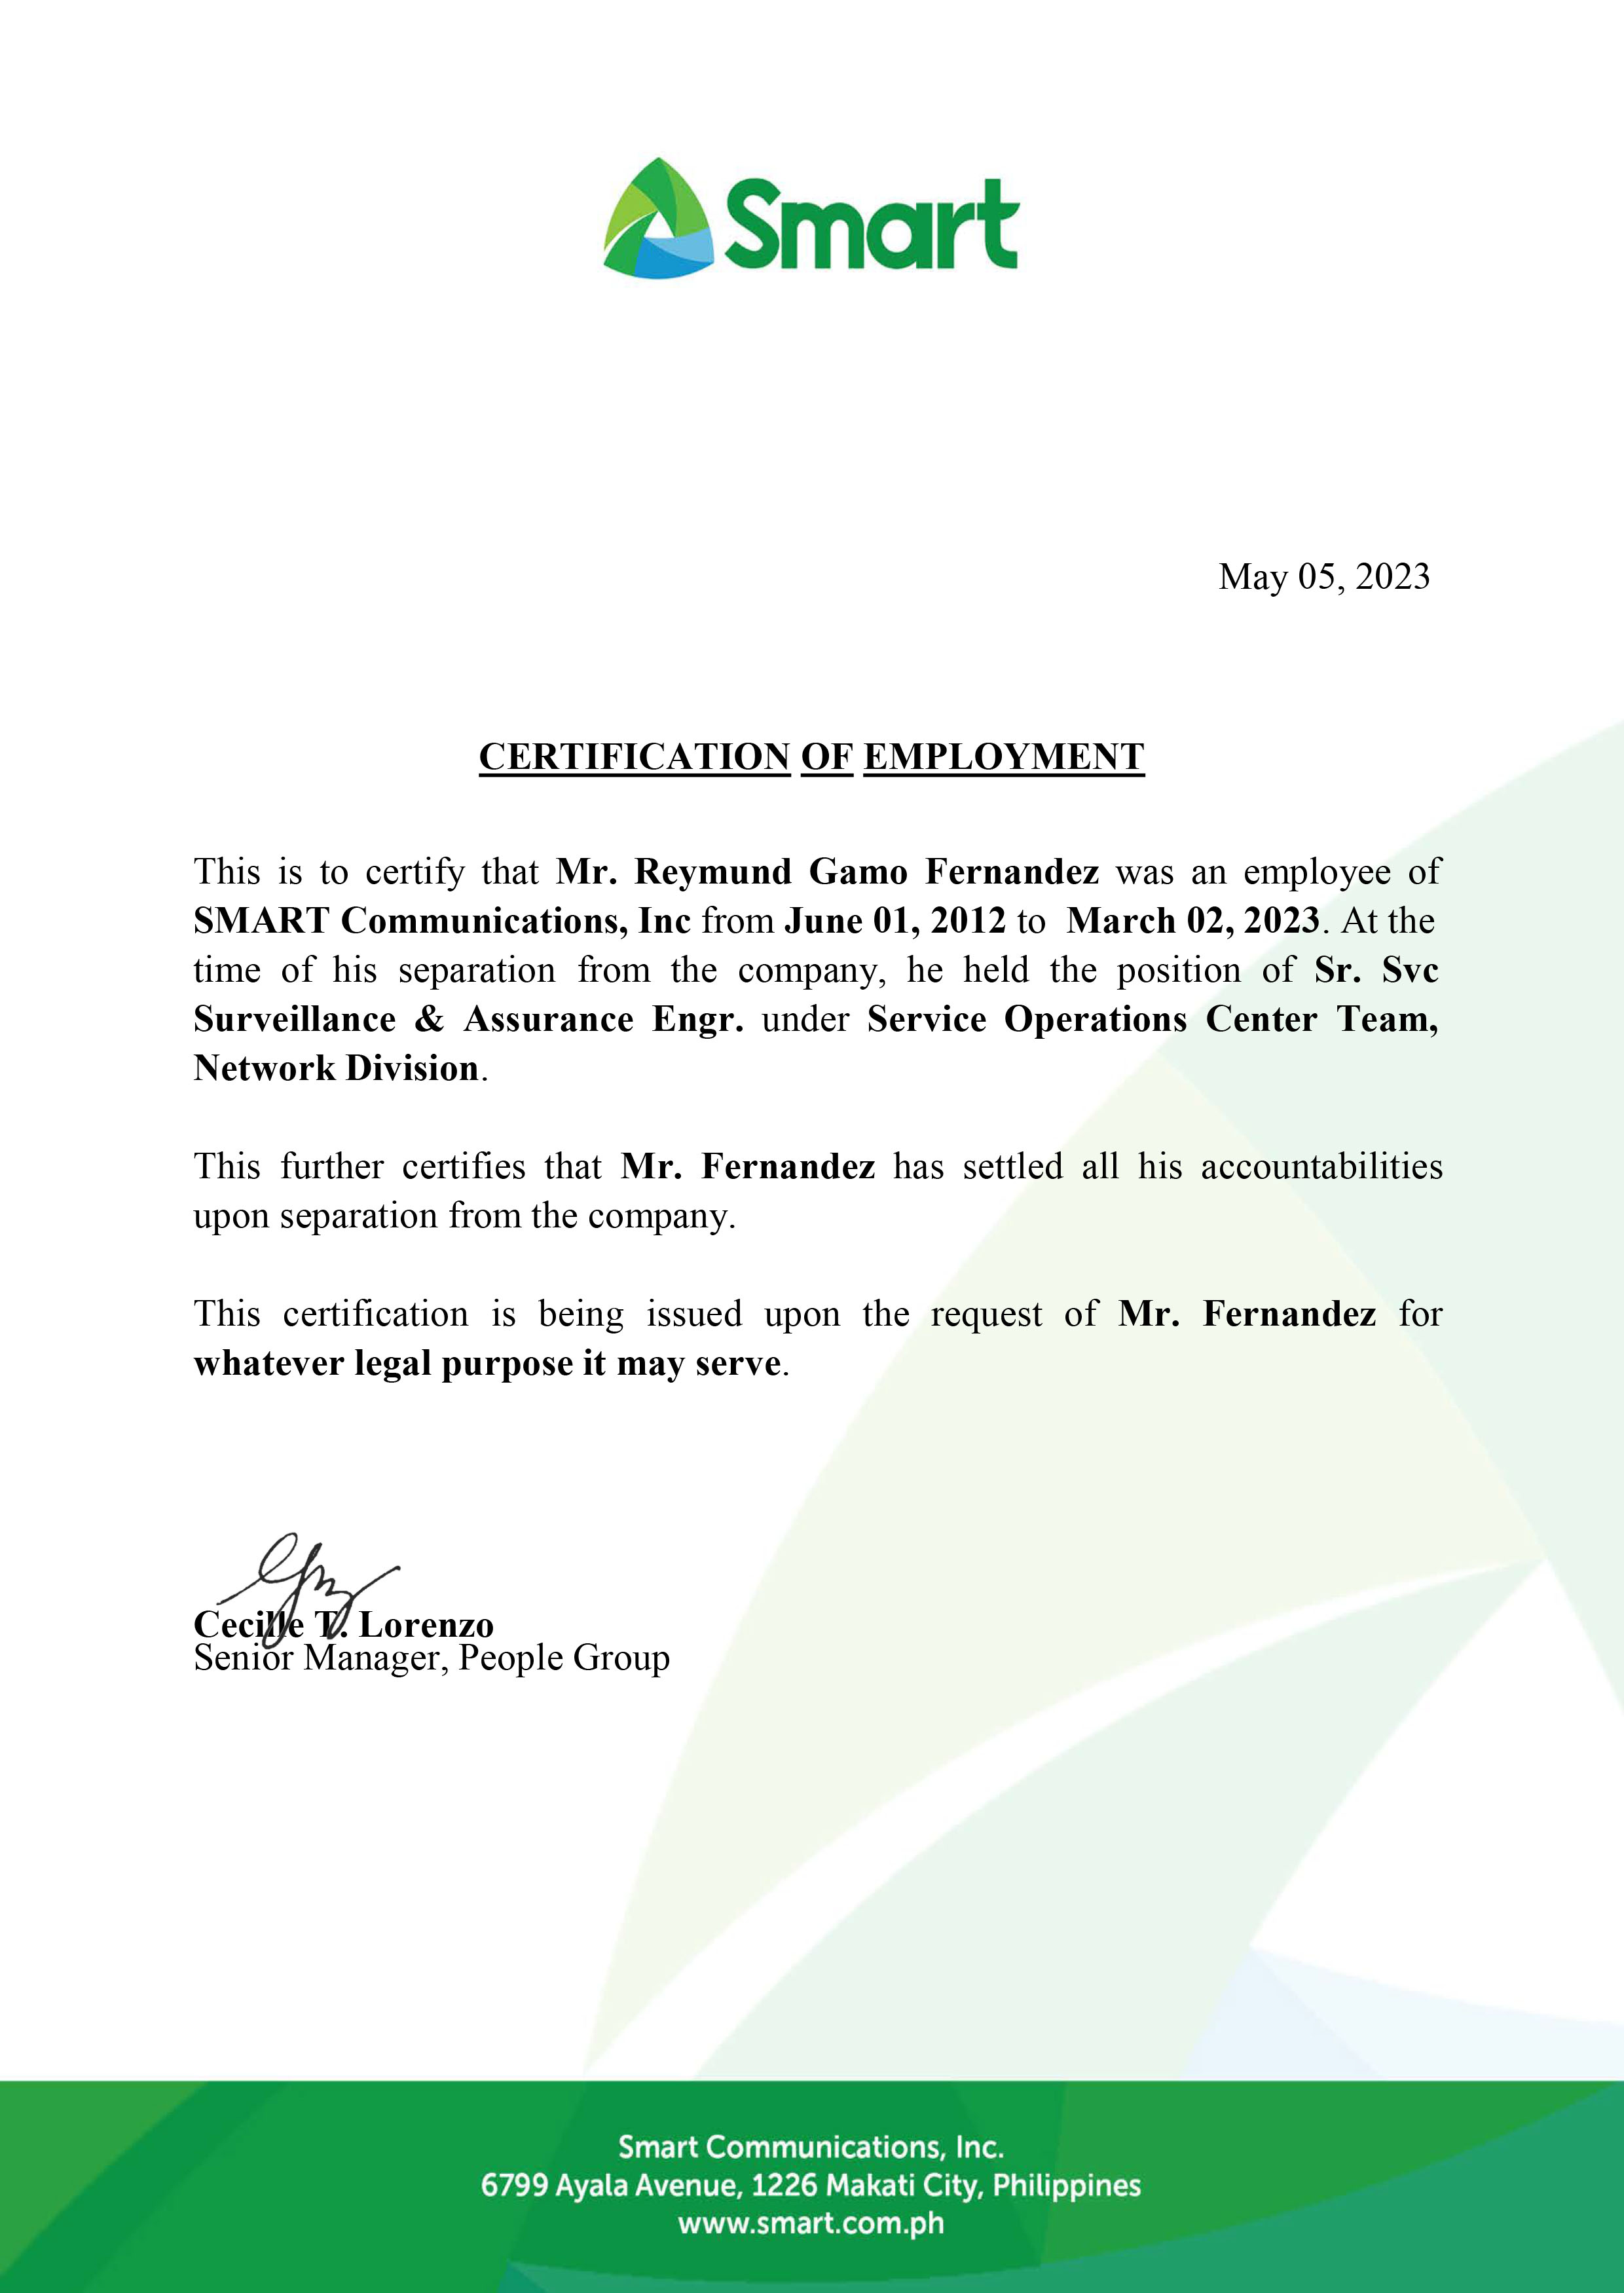 Smart
May 05, 2023
CERTIFICATION OF EMPLOYMENT
This is to certify that Mr. Reymund Gamo Fernandez was an employee of
SMART Communications, Inc from June 01, 2012 to March 02, 2023. At the
time of his separation from the company, he held the position of Sr. Svc
Surveillance & Assurance Engr. under Service Operations Center Team,
Network Division.
This further certifies that Mr. Fernandez has settled all his accountabilities
upon separation from the company.
This certification is being issued upon the request of Mr. Fernandez for
whatever legal purpose it may serve.
Cecille T. Lorenzo
Senior Manager, People Group
Smart Communications, Inc.
6799 Ayala Avenue, 1226 Makati City, Philippines
www.smart.com.ph